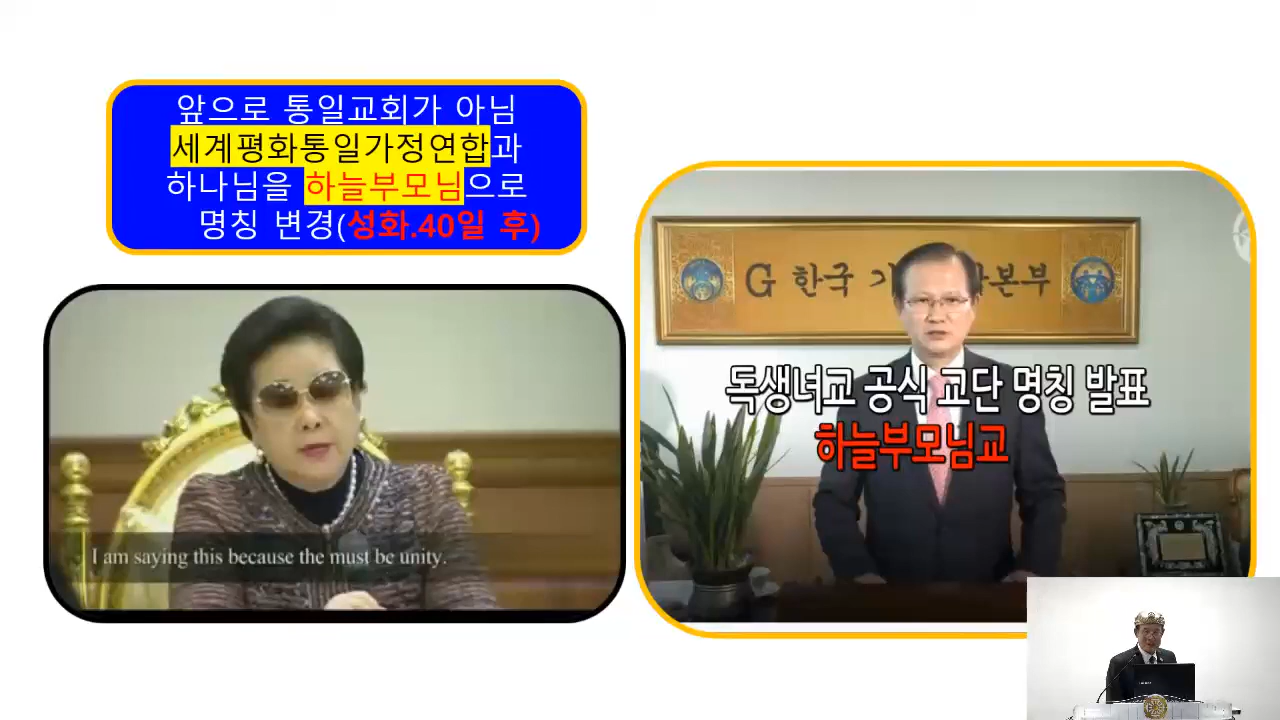 앞으로 통일교회가 아님
세계평화통일가정연합과
하나님을 하늘부모님으로
명칭 변경(성화.40일 후)
I am saying this because the must be unity.
G 한국
본부
독생녀교 공식 교단 명칭 발표
하늘부모님교